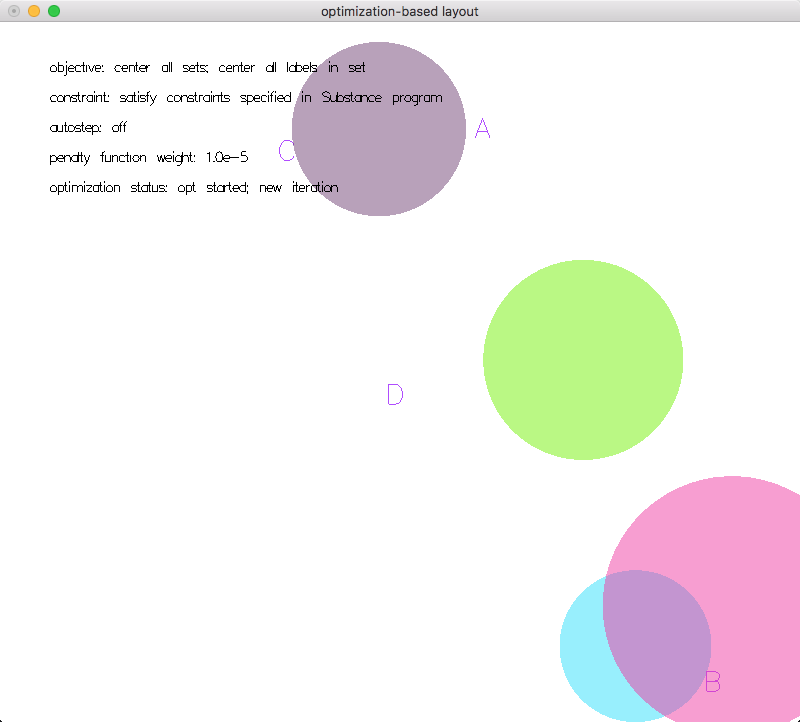 optimization-based layout
objective: center all sets; center all labels in set
constraint: satisfy constraints specified in Substance program
A
autostep: off
C
penalty function weight: 1.0e-5
optimization status: opt started; new iteration
D
B